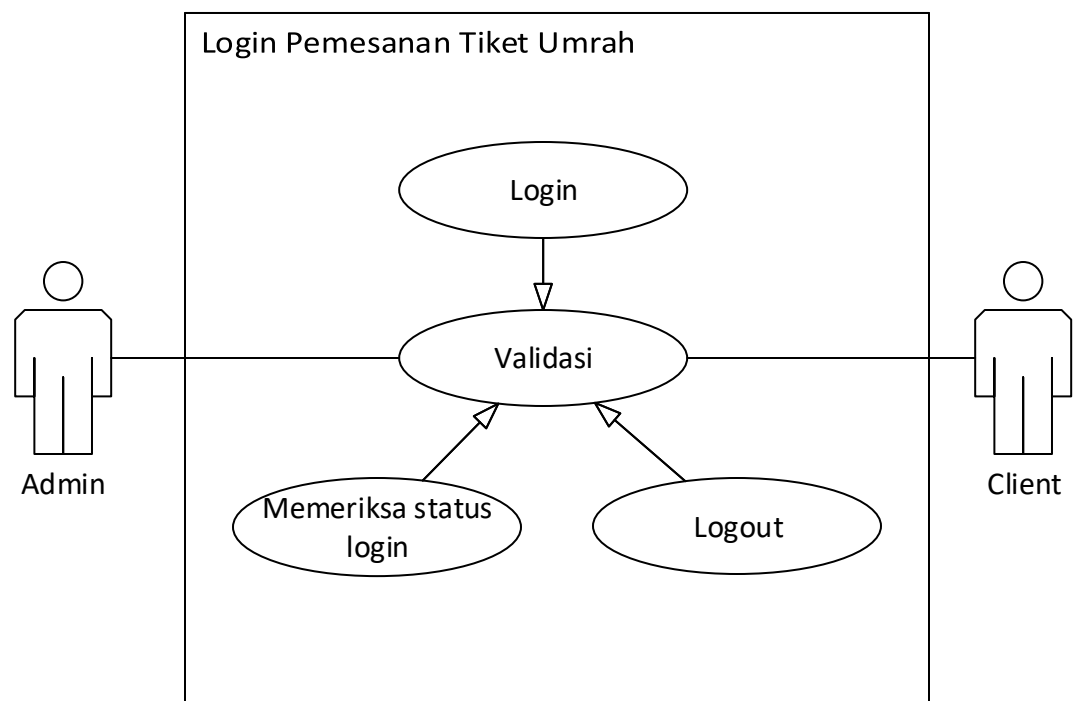 Login Pemesanan Tiket Umrah
Login
Validasi
Admin
Client
Memeriksa status
login
Logout